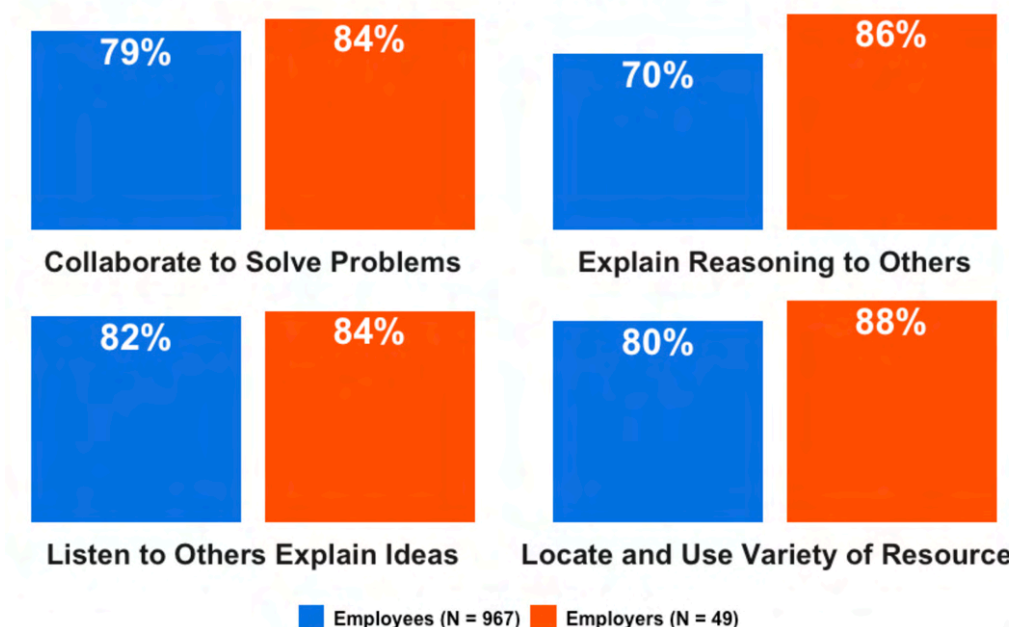 79%
84%
70%
86%
Collaborate to Solve Problems
Explain Reasoning to Others
82%
84%
80%
88%
Listen to Others Explain Ideas
Locate and Use Variety of Resource
Employees (N = 967)
Employers (N = 49)